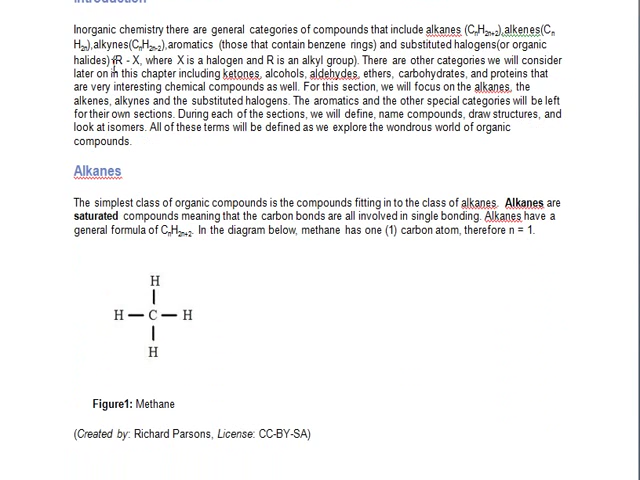 Introduction
Inorganic chemistry there are general categories of compounds that include alkanes (CnH2n+2),alkenes(Cn
H2n),alkynes(CnH2n-2),aromatics (those that contain benzene rings) and substituted halogens(or organic
halides) (R - X, where X is a halogen and R is an alkyl group). There are other categories we will consider
later on in this chapter including ketones, alcohols, aldehydes, ethers, carbohydrates, and proteins that
are very interesting chemical compounds as well. For this section, we will focus on the alkanes, the
alkenes, alkynes and the substituted halogens. The aromatics and the other special categories will be left
for their own sections. During each of the sections, we will define, name compounds, draw structures, and
look at isomers. All of these terms will be defined as we explore the wondrous world of organic
compounds.
Alkanes
The simplest class of organic compounds is the compounds fitting in to the class of alkanes. Alkanes are
saturated compounds meaning that the carbon bonds are all involved in single bonding. Alkanes have a
general formula of CnH2n+2. In the diagram below, methane has one (1) carbon atom, therefore n = 1.
H
H C H
H
Figure1: Methane
(Created by: Richard Parsons, License: CC-BY-SA)